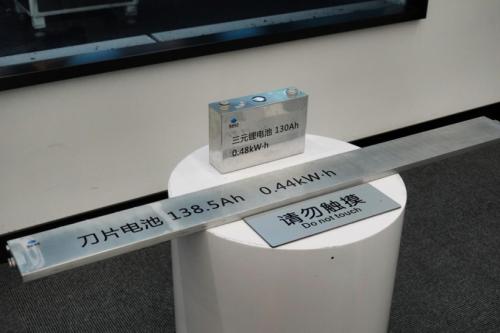 三元锂电池 130Ah
0.48kW·h
刀片电池 138.5Ah 0.44kW·h
请勿触摸
Do not touch